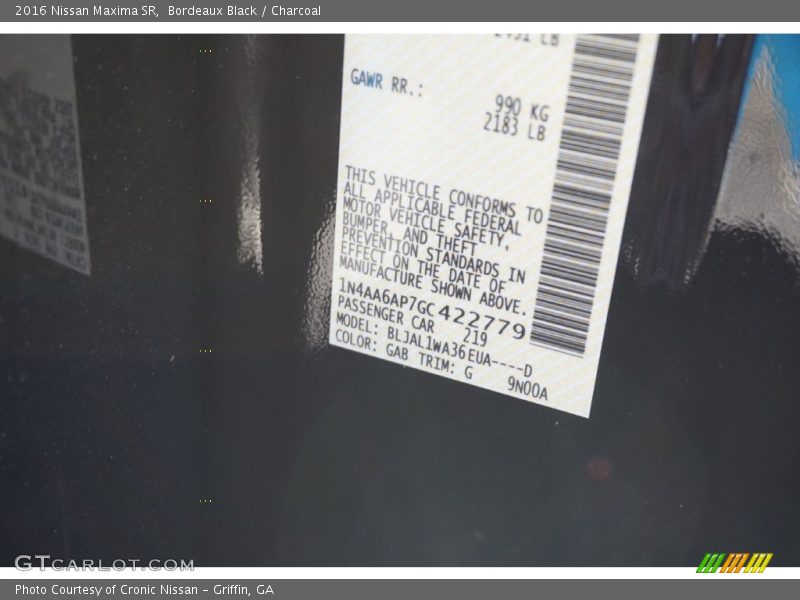 2016 Nissan Maxima SR, Bordeaux Black / Charcoal
LB
GAWR RR.:
990 KG
2183 LB
THIS VEHICLE CONFORMS TO
ALL APPLICABLE FEDERAL
MOTOR VEHICLE SAFETY,
BUMPER, AND THEFT
PREVENTION STANDARDS IN
EFFECT ON THE DATE OF
MANUFACTURE SHOWN ABOVE.
1N4AA6AP7GC422779
PASSENGER CAR 219
MODEL: BLJALIWA36EUA----D
COLOR: GAB TRIM: G 9N00A
GTCARLOT.COM
Photo Courtesy of Cronic Nissan - Griffin, GA